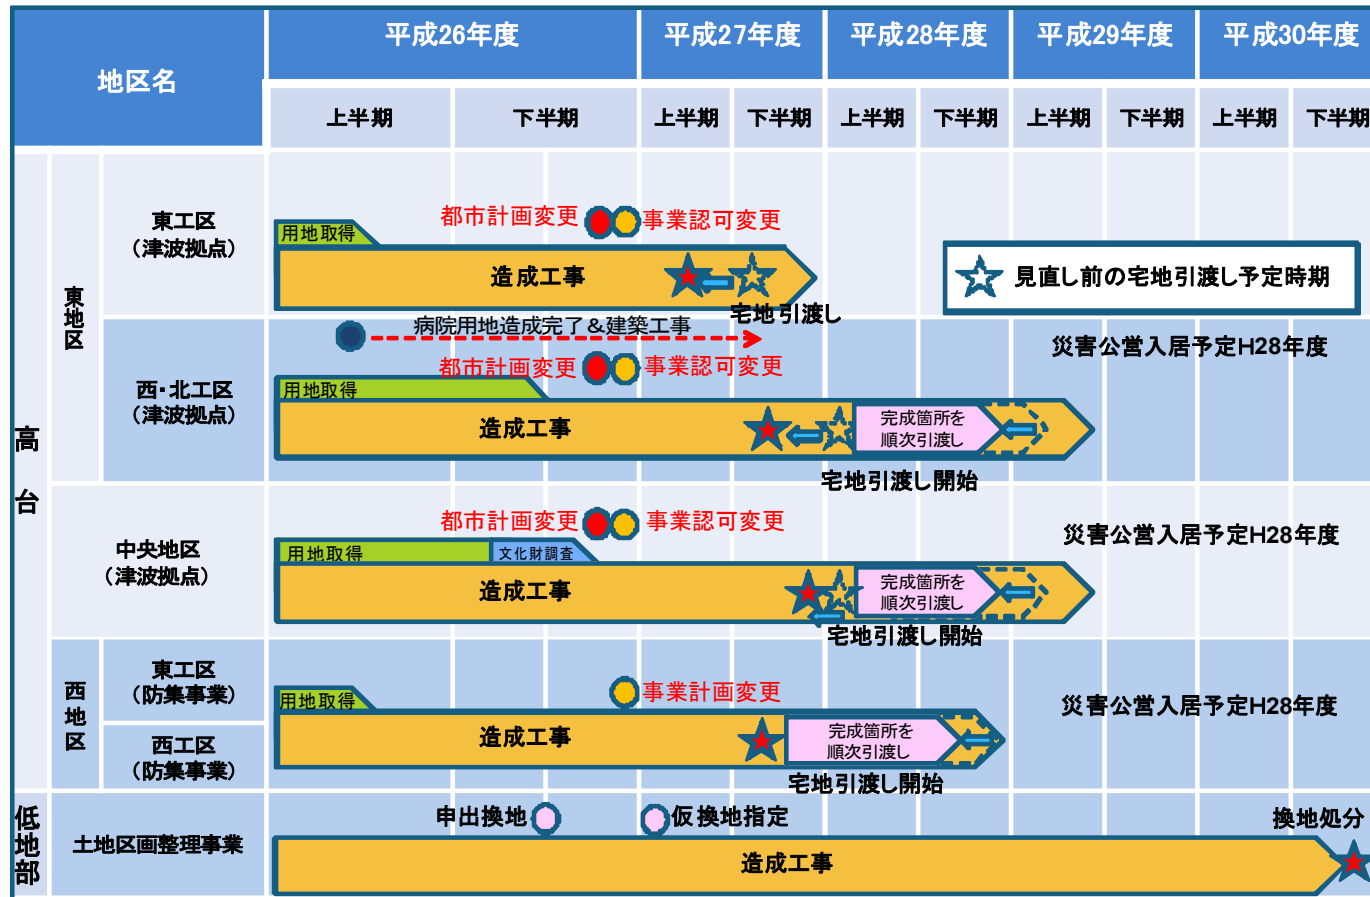 地区名
平成26年度
平成27年度
平成28年度
平成29年度
平成30年度
上半期
下半期
上半期
下半期
上半期
下半期
上半期
下半期
上半期
下半期
高台
東地区
東工区
（津波拠点）
都市計画変更
事業認可変更
用地取得
造成工事
宅地引渡し
見直し前の宅地引渡し予定時期
西・北工区
（津波拠点）
病院用地造成完了＆建築工事
災害公営入居予定H28年度
都市計画変更
事業認可変更
用地取得
造成工事
完成箇所を
順次引渡し
宅地引渡し開始
中央地区
（津波拠点）
都市計画変更
事業認可変更
災害公営入居予定H28年度
用地取得
文化財調査
造成工事
完成箇所を
順次引渡し
宅地引渡し開始
西地区
東工区
（防集事業）
西工区
（防集事業）
事業計画変更
災害公営入居予定H28年度
用地取得
造成工事
完成箇所を
順次引渡し
宅地引渡し開始
低地部
土地区画整理事業
申出換地
仮換地指定
換地処分
造成工事